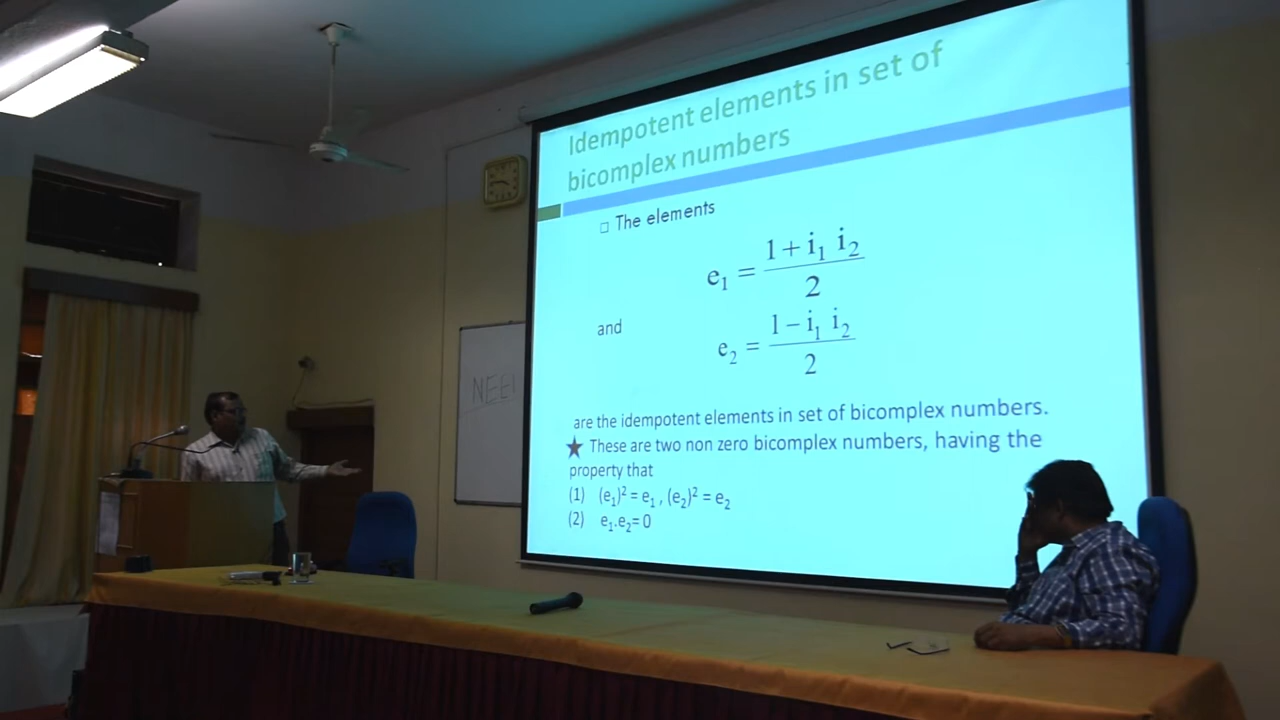 Idempotent elements in set of
bicomplex numbers
□ The elements
e₁ = (1 + i₁ i₂) / 2
and
e₂ = (1 − i₁ i₂) / 2
are the idempotent elements in set of bicomplex numbers.
★ These are two non zero bicomplex numbers, having the
property that
(1) (e₁)² = e₁ , (e₂)² = e₂
(2) e₁.e₂= 0